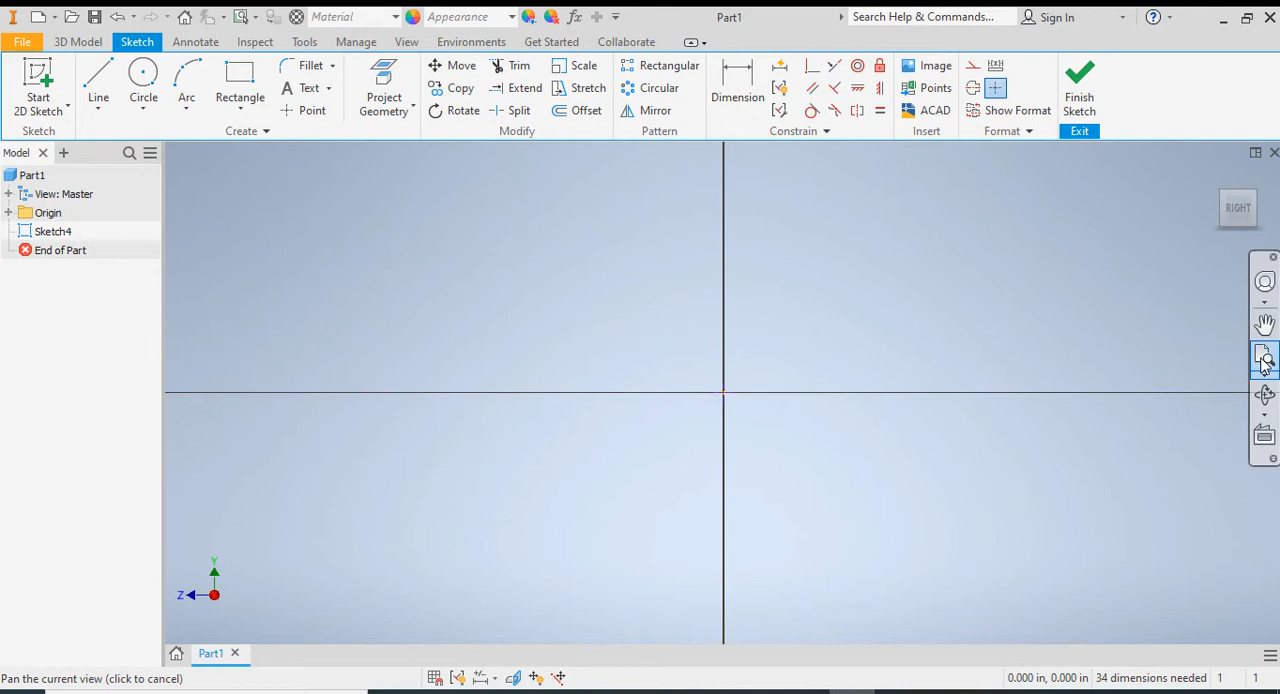 Material Appearance Part1 Search Help & Commands... Sign In
File 3D Model Sketch Annotate Inspect Tools Manage View Environments Get Started Collaborate
Start 2D Sketch Line Circle Arc Rectangle Fillet Text Point Project Geometry Move Copy Rotate Trim Extend Split Scale Stretch Offset Rectangular Circular Mirror Dimension Image Points ACAD Show Format Finish Sketch
Sketch Create Modify Pattern Constrain Insert Format Exit
Model
Part1
View: Master
Origin
Sketch4
End of Part
RIGHT
Y
Z
Part1
Pan the current view (click to cancel) 0.000 in, 0.000 in 34 dimensions needed 1 1